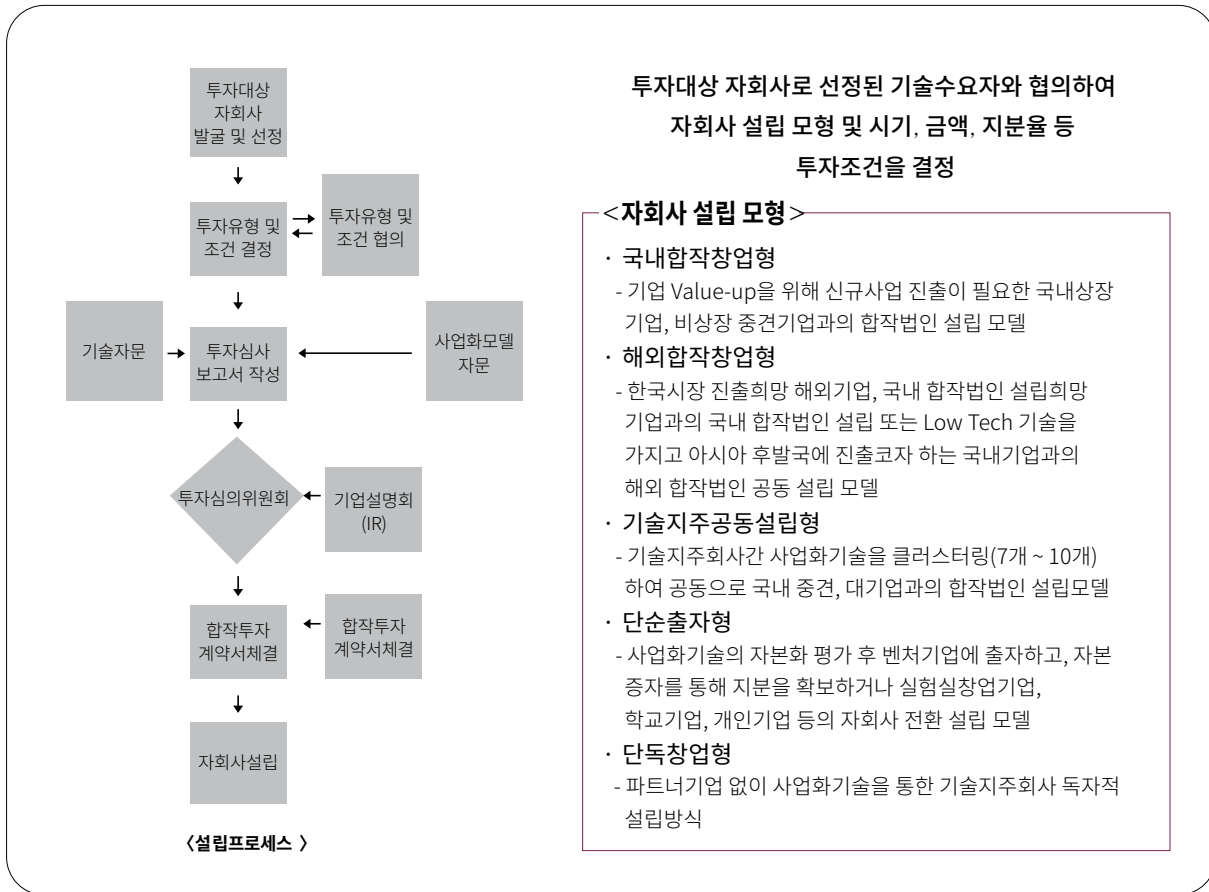 투자대상
자회사
발굴 및 선정
투자유형 및
조건 결정
투자유형 및
조건 협의
기술자문
투자심사
보고서 작성
사업화모델
자문
투자심의위원회
기업설명회
(IR)
합작투자
계약서체결
합작투자
계약서체결
자회사설립
〈설립프로세스 〉
투자대상 자회사로 선정된 기술수요자와 협의하여
자회사 설립 모형 및 시기, 금액, 지분율 등
투자조건을 결정
<자회사 설립 모형>
· 국내합작창업형
- 기업 Value-up을 위해 신규사업 진출이 필요한 국내상장
기업, 비상장 중견기업과의 합작법인 설립 모델
· 해외합작창업형
- 한국시장 진출희망 해외기업, 국내 합작법인 설립희망
기업과의 국내 합작법인 설립 또는 Low Tech 기술을
가지고 아시아 후발국에 진출코자 하는 국내기업과의
해외 합작법인 공동 설립 모델
· 기술지주공동설립형
- 기술지주회사간 사업화기술을 클러스터링(7개 ~ 10개)
하여 공동으로 국내 중견, 대기업과의 합작법인 설립모델
· 단순출자형
- 사업화기술의 자본화 평가 후 벤처기업에 출자하고, 자본
증자를 통해 지분을 확보하거나 실험실창업기업,
학교기업, 개인기업 등의 자회사 전환 설립 모델
· 단독창업형
- 파트너기업 없이 사업화기술을 통한 기술지주회사 독자적
설립방식